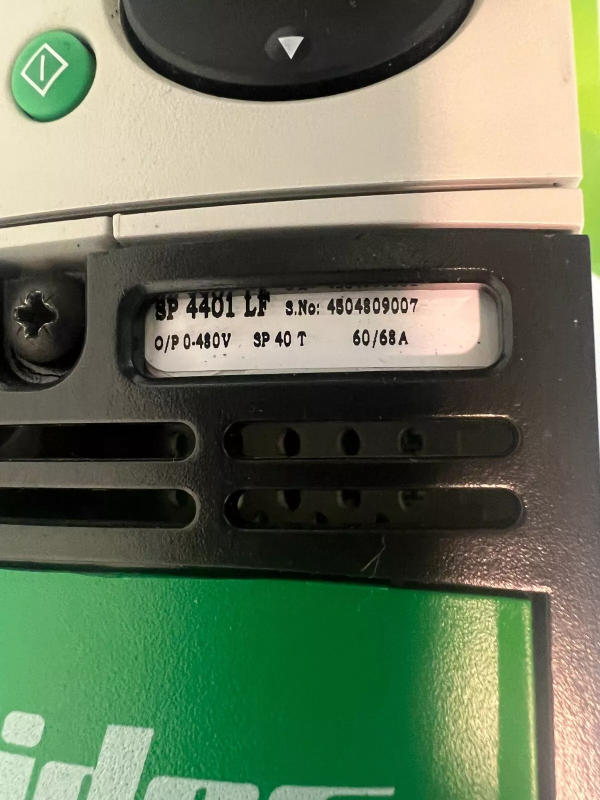 SP 4401 LF S.No: 4504809007
O/P 0-480V SP 40 T 60/68A